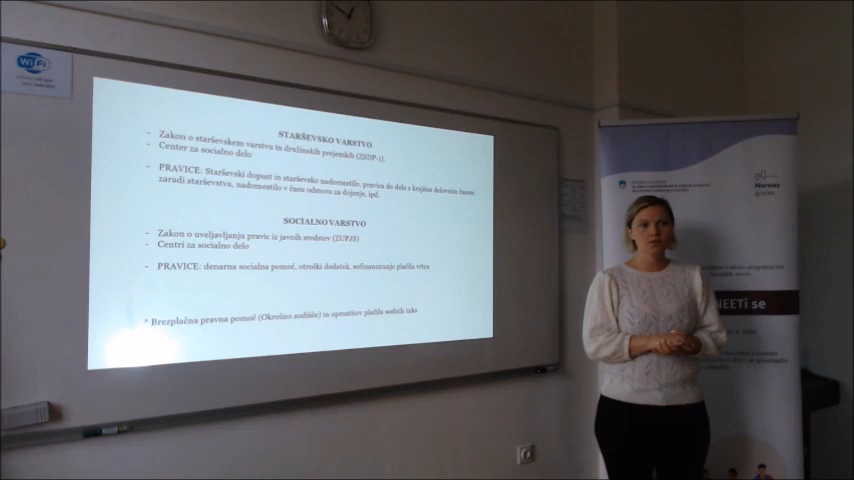 WiFi
STARŠEVSKO VARSTVO
- Zakon o starševskem varstvu in družinskih prejemkih (ZSDP-1).
- Center za socialno delo
- PRAVICE: Starševski dopust in starševsko nadomestilo, pravica do dela s krajšim delovnim časom
zaradi starševstva, nadomestilo v času odmora za dojenje, ipd.
SOCIALNO VARSTVO
- Zakon o uveljavljanju pravic iz javnih sredstev (ZUPJS)
- Centri za socialno delo
- PRAVICE: denarna socialna pomoč, otroški dodatek, sofinanciranje plačila vrtca
* Brezplačna pravna pomoč (Okrožno sodišče) in oprostitev plačila sodnih taks
Norway
grants
NEETi se